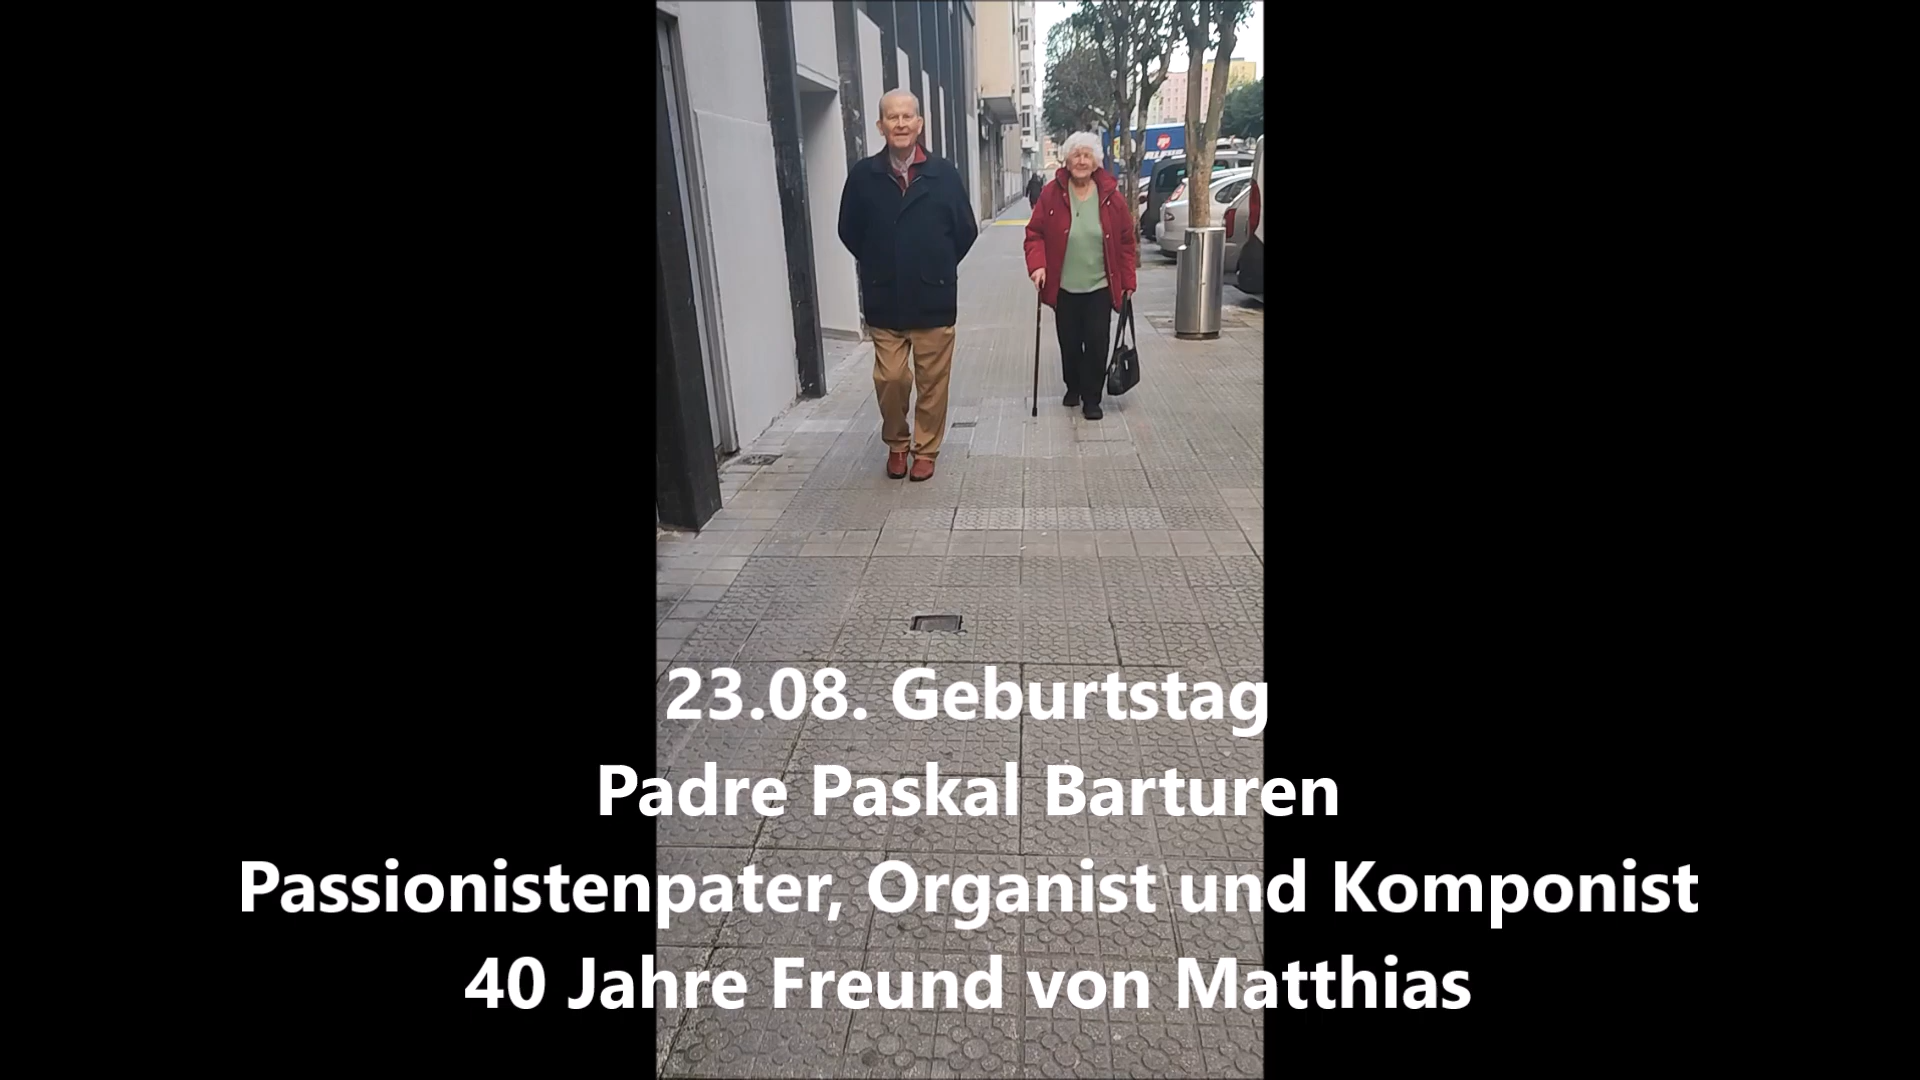 23.08. Geburtstag
Padre Paskal Barturen
Passionistenpater, Organist und Komponist
40 Jahre Freund von Matthias